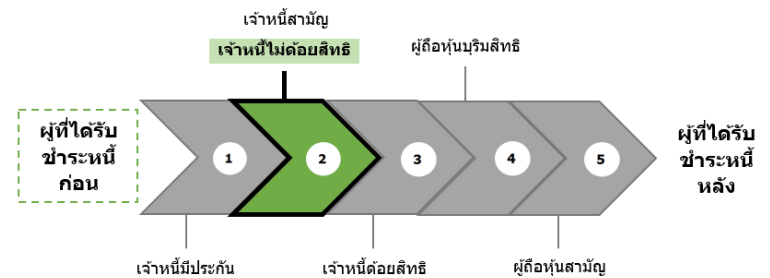 เจ้าหนี้สามัญ
เจ้าหนี้ไม่ด้อยสิทธิ
ผู้ถือหุ้นบุริมสิทธิ
ผู้ที่ได้รับ
ชำระหนี้
ก่อน
1
2
3
4
5
ผู้ที่ได้รับ
ชำระหนี้
หลัง
เจ้าหนี้มีประกัน
เจ้าหนี้ด้อยสิทธิ
ผู้ถือหุ้นสามัญ